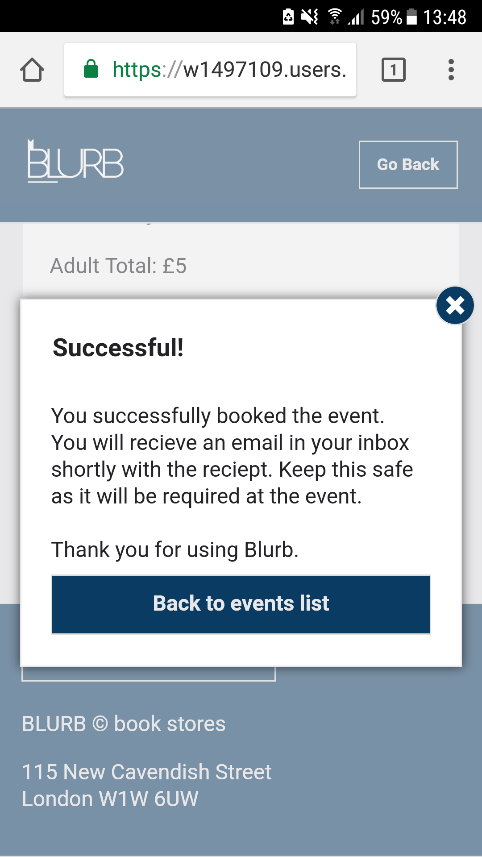 59% 13:48
https://w1497109.users.
1
BLURB
Go Back
Adult Total: £5
Successful!
You successfully booked the event.
You will recieve an email in your inbox
shortly with the reciept. Keep this safe
as it will be required at the event.
Thank you for using Blurb.
Back to events list
BLURB © book stores
115 New Cavendish Street
London W1W 6UW